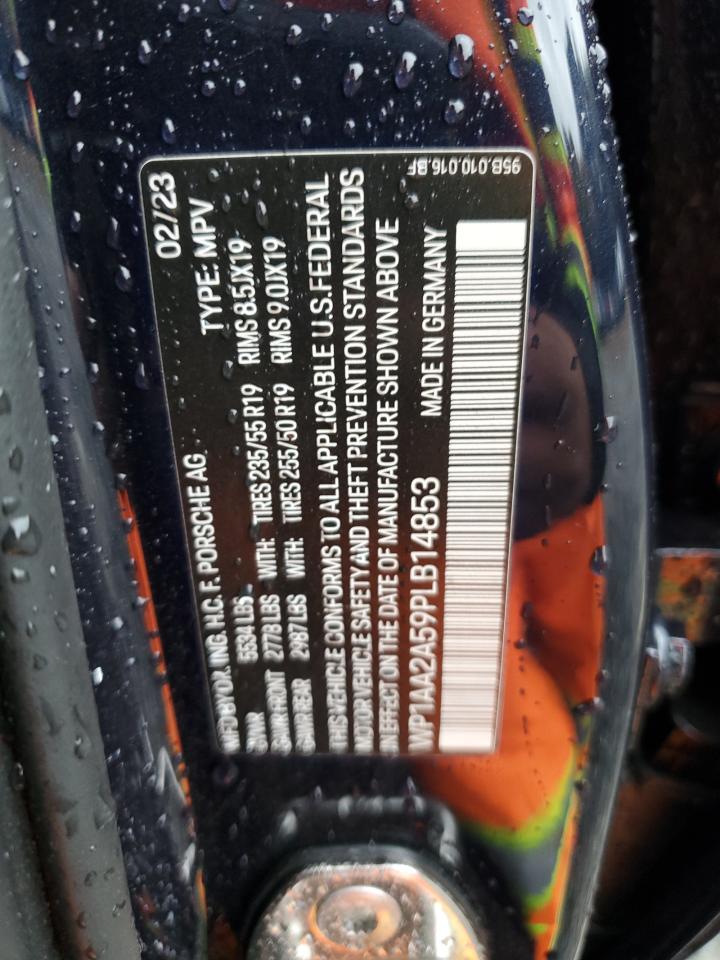 02/23
MFD BY DR. ING. H.C. F. PORSCHE AG TYPE: MPV
GVWR 5534 LBS
GAWR FRONT 2778 LBS WITH: TIRES 235/55 R19 RIMS 8.5JX19
GAWR REAR 2987 LBS WITH: TIRES 255/50 R19 RIMS 9.0JX19
THIS VEHICLE CONFORMS TO ALL APPLICABLE U.S. FEDERAL
MOTOR VEHICLE SAFETY AND THEFT PREVENTION STANDARDS
IN EFFECT ON THE DATE OF MANUFACTURE SHOWN ABOVE
WP1AA2A59PLB14853 MADE IN GERMANY
95B.010.016.BF